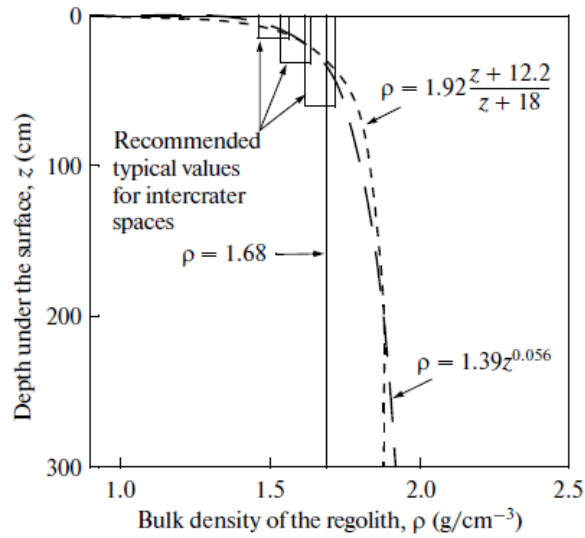 0
100
200
300
Depth under the surface, z (cm)
Recommended
typical values
for intercrater
spaces
ρ = 1.92 z + 12.2 / z + 18
ρ = 1.68
ρ = 1.39z^0.056
1.0 1.5 2.0 2.5
Bulk density of the regolith, ρ (g/cm⁻³)